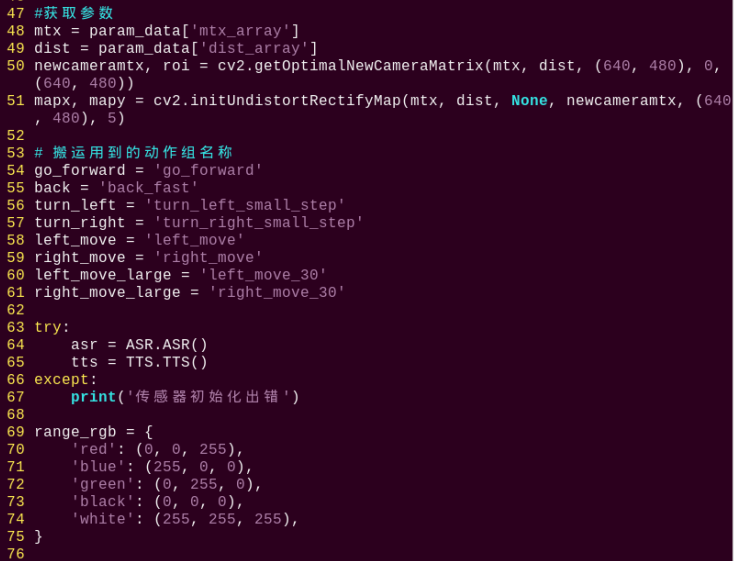 47 #获取参数
48 mtx = param_data['mtx_array']
49 dist = param_data['dist_array']
50 newcameramtx, roi = cv2.getOptimalNewCameraMatrix(mtx, dist, (640, 480), 0,
(640, 480))
51 mapx, mapy = cv2.initUndistortRectifyMap(mtx, dist, None, newcameramtx, (640
, 480), 5)
52
53 # 搬运用到的动作组名称
54 go_forward = 'go_forward'
55 back = 'back_fast'
56 turn_left = 'turn_left_small_step'
57 turn_right = 'turn_right_small_step'
58 left_move = 'left_move'
59 right_move = 'right_move'
60 left_move_large = 'left_move_30'
61 right_move_large = 'right_move_30'
62
63 try:
64     asr = ASR.ASR()
65     tts = TTS.TTS()
66 except:
67     print('传感器初始化出错')
68
69 range_rgb = {
70     'red': (0, 0, 255),
71     'blue': (255, 0, 0),
72     'green': (0, 255, 0),
73     'black': (0, 0, 0),
74     'white': (255, 255, 255),
75 }
76